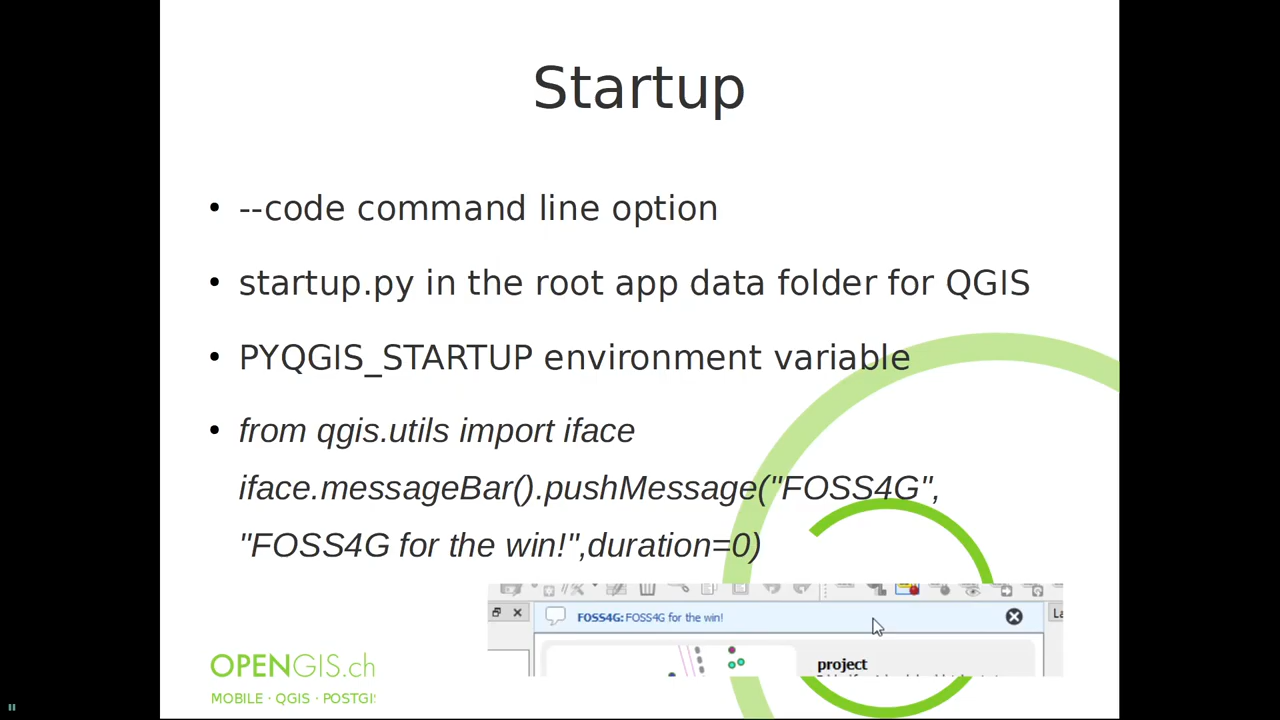 Startup
--code command line option
startup.py in the root app data folder for QGIS
PYQGIS_STARTUP environment variable
from qgis.utils import iface
iface.messageBar().pushMessage("FOSS4G",
"FOSS4G for the win!",duration=0)
FOSS4G: FOSS4G for the win!
project
OPENGIS.ch
MOBILE · QGIS · POSTGI